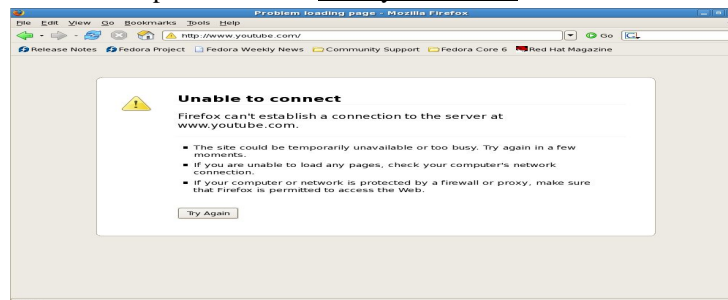 Problem loading page - Mozilla Firefox
File Edit View Go Bookmarks Tools Help
http://www.youtube.com/ Go
Release Notes Fedora Project Fedora Weekly News Community Support Fedora Core 6 Red Hat Magazine
Unable to connect
Firefox can't establish a connection to the server at
www.youtube.com.
The site could be temporarily unavailable or too busy. Try again in a few
moments.
If you are unable to load any pages, check your computer's network
connection.
If your computer or network is protected by a firewall or proxy, make sure
that Firefox is permitted to access the Web.
Try Again